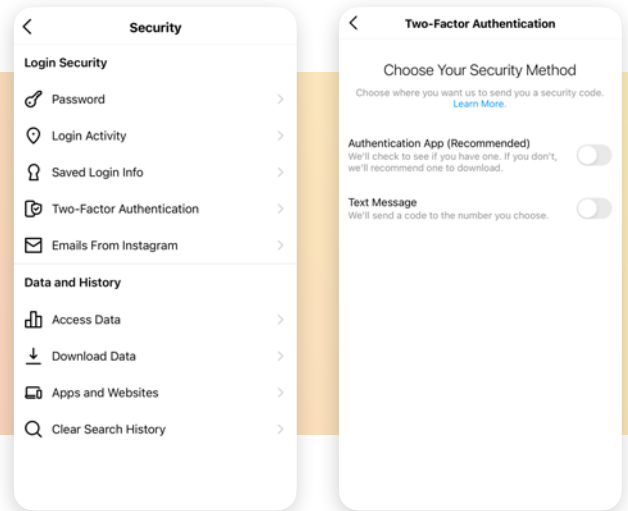 Security
Login Security
Password
Login Activity
Saved Login Info
Two-Factor Authentication
Emails From Instagram
Data and History
Access Data
Download Data
Apps and Websites
Clear Search History
Two-Factor Authentication
Choose Your Security Method
Choose where you want us to send you a security code.
Learn More.
Authentication App (Recommended)
We'll check to see if you have one. If you don't,
we'll recommend one to download.
Text Message
We'll send a code to the number you choose.